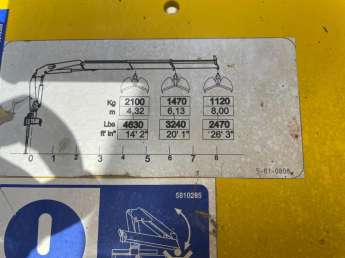 Kg 2100 1470 1120
m 4,32 6,13 8,00
Lbs 4630 3240 2470
ft' in" 14' 2" 20' 1" 26' 3"
0 1 2 3 4 5 6 7 8
5810285